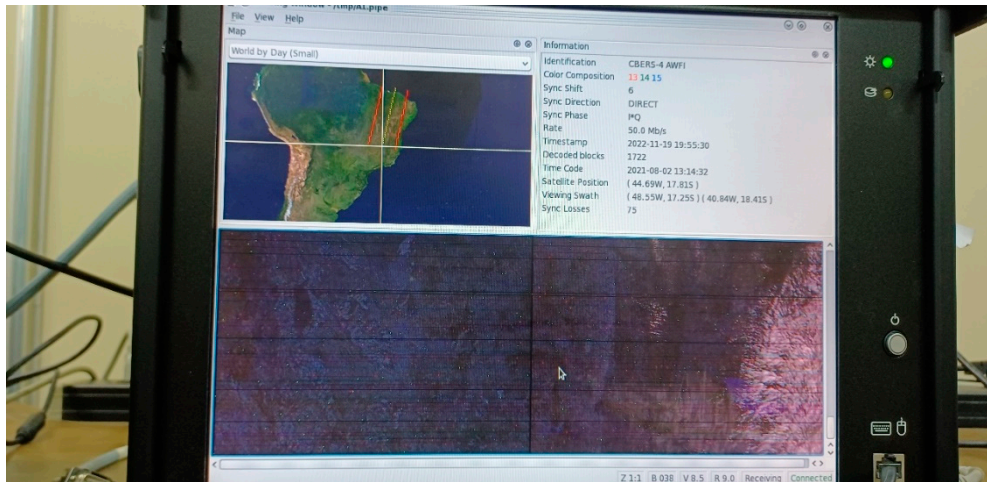 /tmp/A1.pipe
File View Help
Map
World by Day (Small)
Information
Identification CBERS-4 AWFI
Color Composition 13 14 15
Sync Shift 6
Sync Direction DIRECT
Sync Phase I*Q
Rate 50.0 Mb/s
Timestamp 2022-11-19 19:55:30
Decoded blocks 1722
Time Code 2021-08-02 13:14:32
Satellite Position ( 44.69W, 17.81S )
Viewing Swath ( 48.55W, 17.25S ) ( 40.84W, 18.41S )
Sync Losses 75
Z 1:1 B 038 V 8.5 R 9.0 Receiving Connected